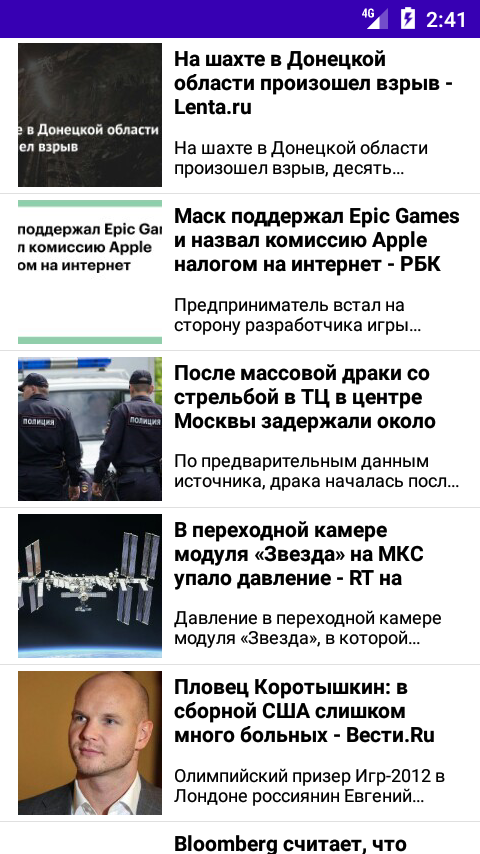 4G 2:41
На шахте в Донецкой
области произошел взрыв -
Lenta.ru
На шахте в Донецкой области
произошел взрыв, десять…
е в Донецкой области
ел взрыв
Маск поддержал Epic Games
и назвал комиссию Apple
налогом на интернет - РБК
Предприниматель встал на
сторону разработчика игры…
поддержал Epic Gai
л комиссию Apple
ом на интернет
После массовой драки со
стрельбой в ТЦ в центре
Москвы задержали около
По предварительным данным
источника, драка началась посл…
ПОЛИЦИЯ
ПОЛИЦИЯ
В переходной камере
модуля «Звезда» на МКС
упало давление - RT на
Давление в переходной камере
модуля «Звезда», в которой…
Пловец Коротышкин: в
сборной США слишком
много больных - Вести.Ru
Олимпийский призер Игр-2012 в
Лондоне россиянин Евгений…
Bloomberg считает, что